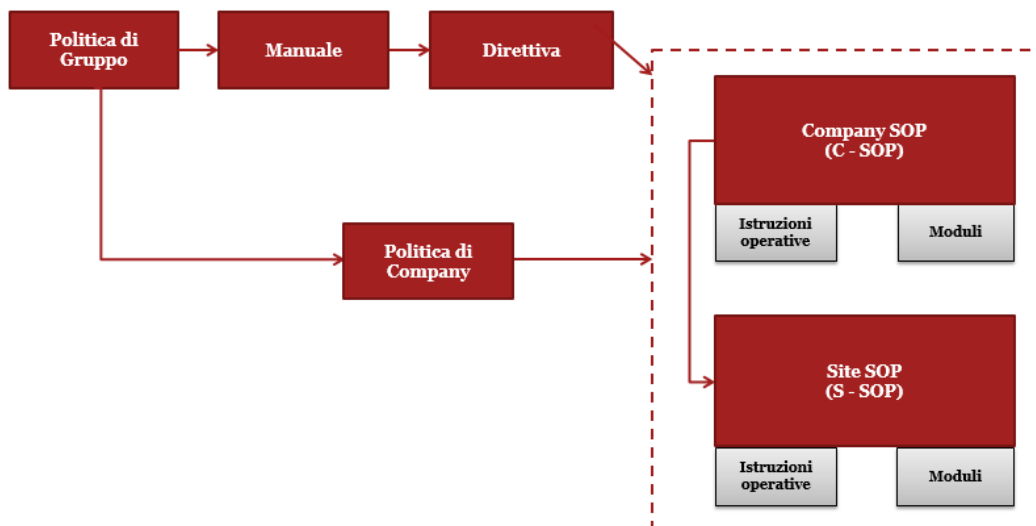 Politica di
Gruppo
Manuale
Direttiva
Company SOP
(C - SOP)
Istruzioni
operative
Moduli
Politica di
Company
Site SOP
(S - SOP)
Istruzioni
operative
Moduli